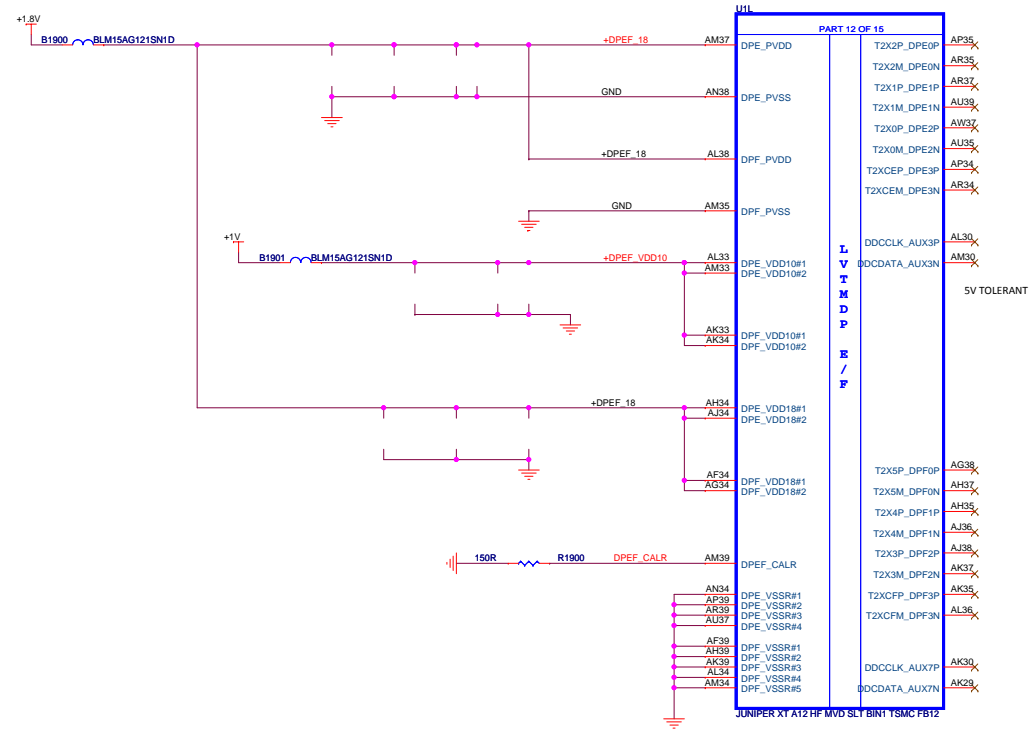 U1L
+1.8V
PART 12 OF 15
B1900 BLM15AG121SN1D
+DPEF_18 AM37 DPE_PVDD
T2X2P_DPE0P AP35
T2X2M_DPE0N AR35
T2X1P_DPE1P AR37
GND AN38 DPE_PVSS
T2X1M_DPE1N AU39
T2X0P_DPE2P AW37
T2X0M_DPE2N AU35
+DPEF_18 AL38 DPF_PVDD
T2XCEP_DPE3P AP34
T2XCEM_DPE3N AR34
GND AM35 DPF_PVSS
+1V
DDCCLK_AUX3P AL30
B1901 BLM15AG121SN1D
+DPEF_VDD10 AL33 DPE_VDD10#1
AM33 DPE_VDD10#2
DDCDATA_AUX3N AM30
5V TOLERANT
LVTMDP E/F
AK33 DPF_VDD10#1
AK34 DPF_VDD10#2
+DPEF_18 AH34 DPE_VDD18#1
AJ34 DPE_VDD18#2
T2X5P_DPF0P AG38
AF34 DPF_VDD18#1
AG34 DPF_VDD18#2
T2X5M_DPF0N AH37
T2X4P_DPF1P AH35
T2X4M_DPF1N AJ36
T2X3P_DPF2P AJ38
150R R1900 DPEF_CALR AM39 DPEF_CALR
T2X3M_DPF2N AK37
T2XCFP_DPF3P AK35
AN34 DPE_VSSR#1
AP39 DPE_VSSR#2
AR39 DPE_VSSR#3
T2XCFM_DPF3N AL36
AU37 DPE_VSSR#4
AF39 DPF_VSSR#1
AH39 DPF_VSSR#2
AK39 DPF_VSSR#3
DDCCLK_AUX7P AK30
AL34 DPF_VSSR#4
AM34 DPF_VSSR#5
DDCDATA_AUX7N AK29
JUNIPER XT A12 HF MVD SLT BIN1 TSMC FB12